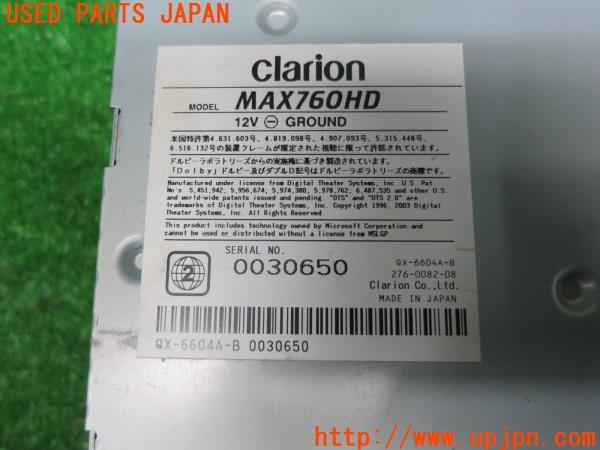 USED PARTS JAPAN
clarion
MODEL MAX760HD
12V ⊖ GROUND
米国特許第4.631.603号、4.819.098号、4.907.093号、5.315.448号、
6.516.132号の装置クレームが限定された視聴に限って許諾されています。
ドルビーラボラトリーズからの実施権に基づき製造されています。
「Dolby」ドルビー及びダブルD記号はドルビーラボラトリーズの商標です。
Manufactured under license from Digital Theater Systems, Inc U.S. Pat.
No's 5,451,942; 5,956,674; 5,974,380; 5,978,762; 6,487,535 and other U.S.
and world-wide patents issued and pending. "DTS" and "DTS 2.0" are
trademarks of Digital Theater Systems, Inc. Copyright 1996, 2003 Digital
Theater Systems, Inc. All Rights Reserved.
This product includes technology owned by Microsoft Corporation and
cannot be used or distributed without a license from MSLGP.
2
SERIAL NO.
0030650
QX-6604A-B
276-0082-08
Clarion Co.,Ltd.
MADE IN JAPAN
QX-6604A-B 0030650
株式会社ユーパーツ
http://www.upjpn.com